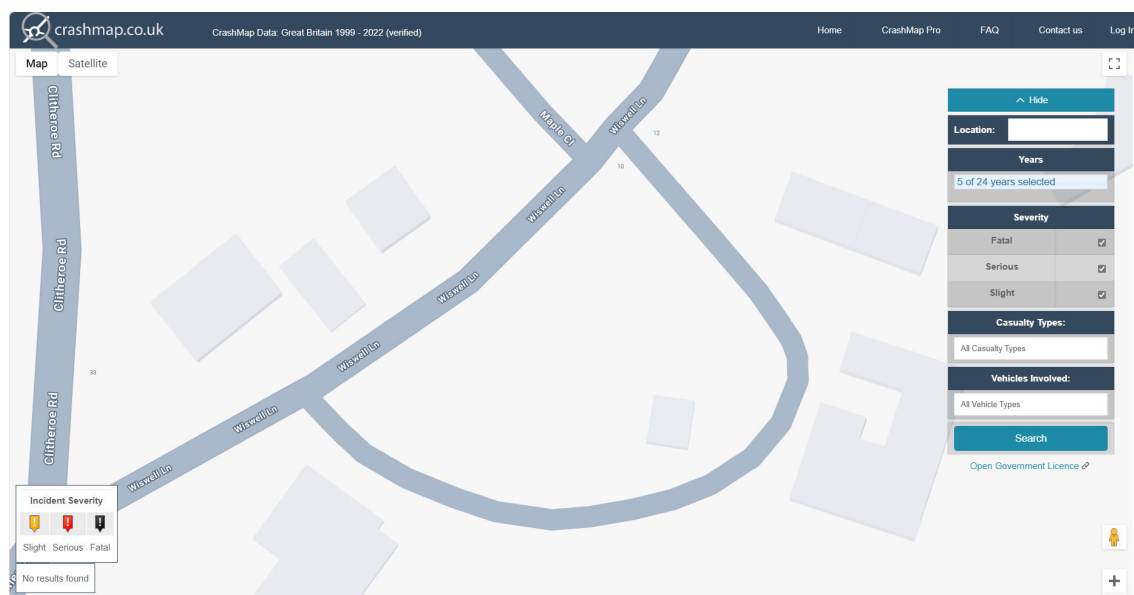 crashmap.co.uk
CrashMap Data: Great Britain 1999 - 2022 (verified)
Home
CrashMap Pro
FAQ
Contact us
Log In
Map
Satellite
Hide
Location:
Years
5 of 24 years selected
Severity
Fatal
Serious
Slight
Casualty Types:
All Casualty Types
Vehicles Involved:
All Vehicle Types
Search
Open Government Licence
Clitheroe Rd
Clitheroe Rd
Clitheroe Rd
Maple Cl
Wiswell Ln
12
10
Wiswell Ln
Wiswell Ln
Wiswell Ln
33
Wiswell Ln
Wiswell Ln
Incident Severity
Slight Serious Fatal
No results found